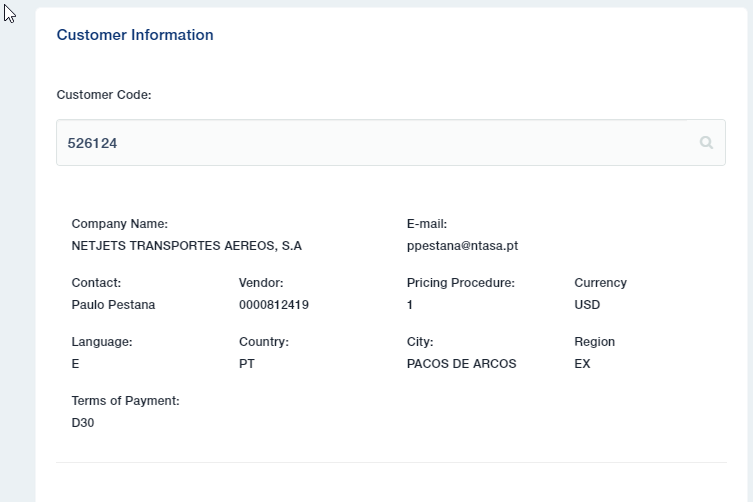 Customer Information
Customer Code:
526124
Company Name: E-mail:
NETJETS TRANSPORTES AEREOS, S.A ppestana@ntasa.pt
Contact: Vendor: Pricing Procedure: Currency
Paulo Pestana 0000812419 1 USD
Language: Country: City: Region
E PT PACOS DE ARCOS EX
Terms of Payment:
D30